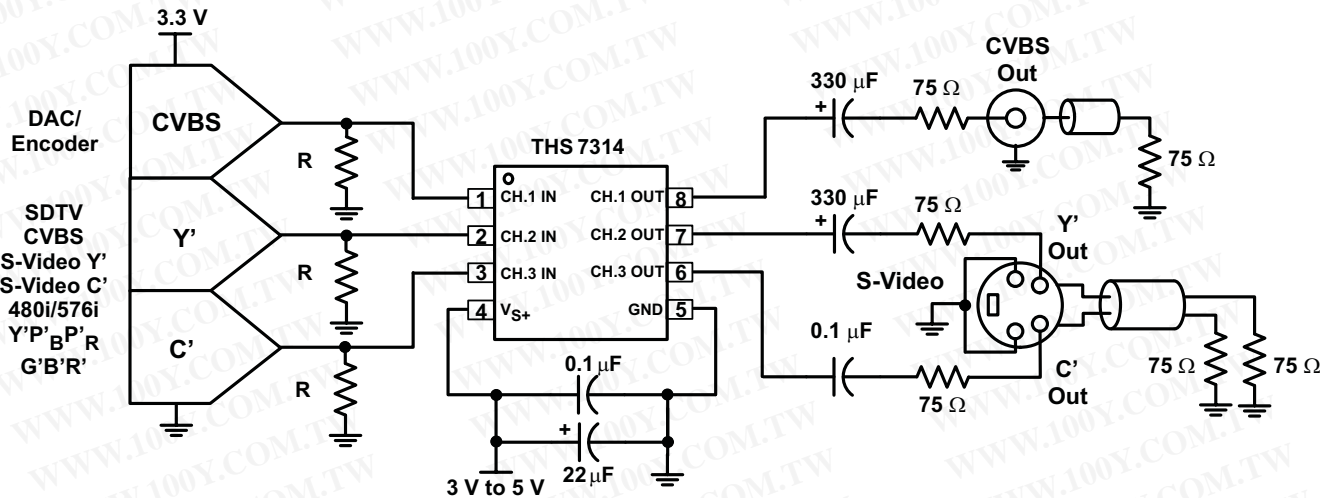 3.3 V
DAC/
Encoder
SDTV
CVBS
S-Video Y'
S-Video C'
480i/576i
Y'P'BP'R
G'B'R'
CVBS
Y'
C'
R
R
R
THS 7314
1 CH.1 IN
CH.1 OUT 8
2 CH.2 IN
CH.2 OUT 7
3 CH.3 IN
CH.3 OUT 6
4 VS+
GND 5
0.1 µF
+
22 µF
3 V to 5 V
330 µF
+
75 Ω
CVBS
Out
75 Ω
330 µF
+
75 Ω
Y'
Out
S-Video
0.1 µF
75 Ω
C'
Out
75 Ω
75 Ω
WWW.100Y.COM.TW